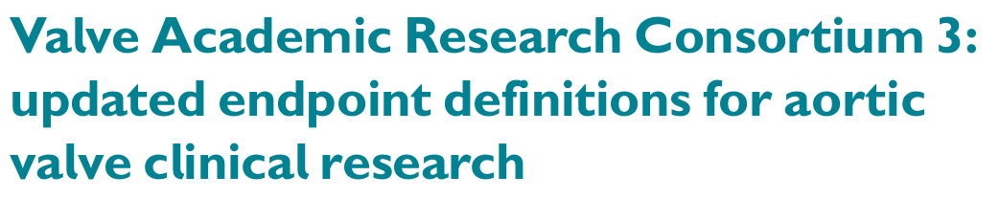 Valve Academic Research Consortium 3:
updated endpoint definitions for aortic
valve clinical research